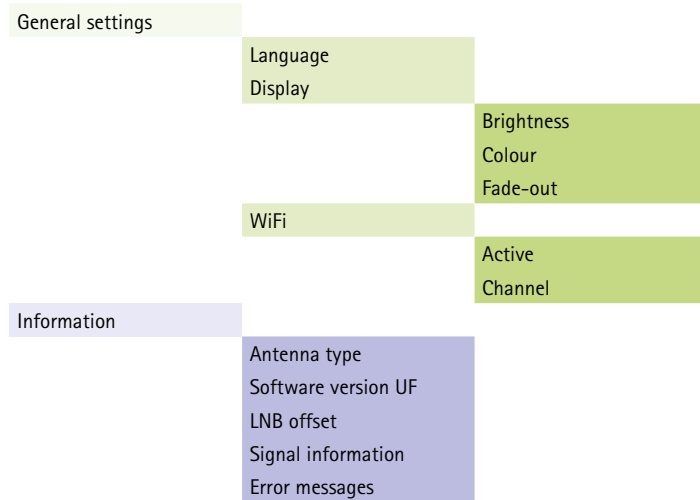 General settings
Language
Display
Brightness
Colour
Fade-out
WiFi
Active
Channel
Information
Antenna type
Software version UF
LNB offset
Signal information
Error messages